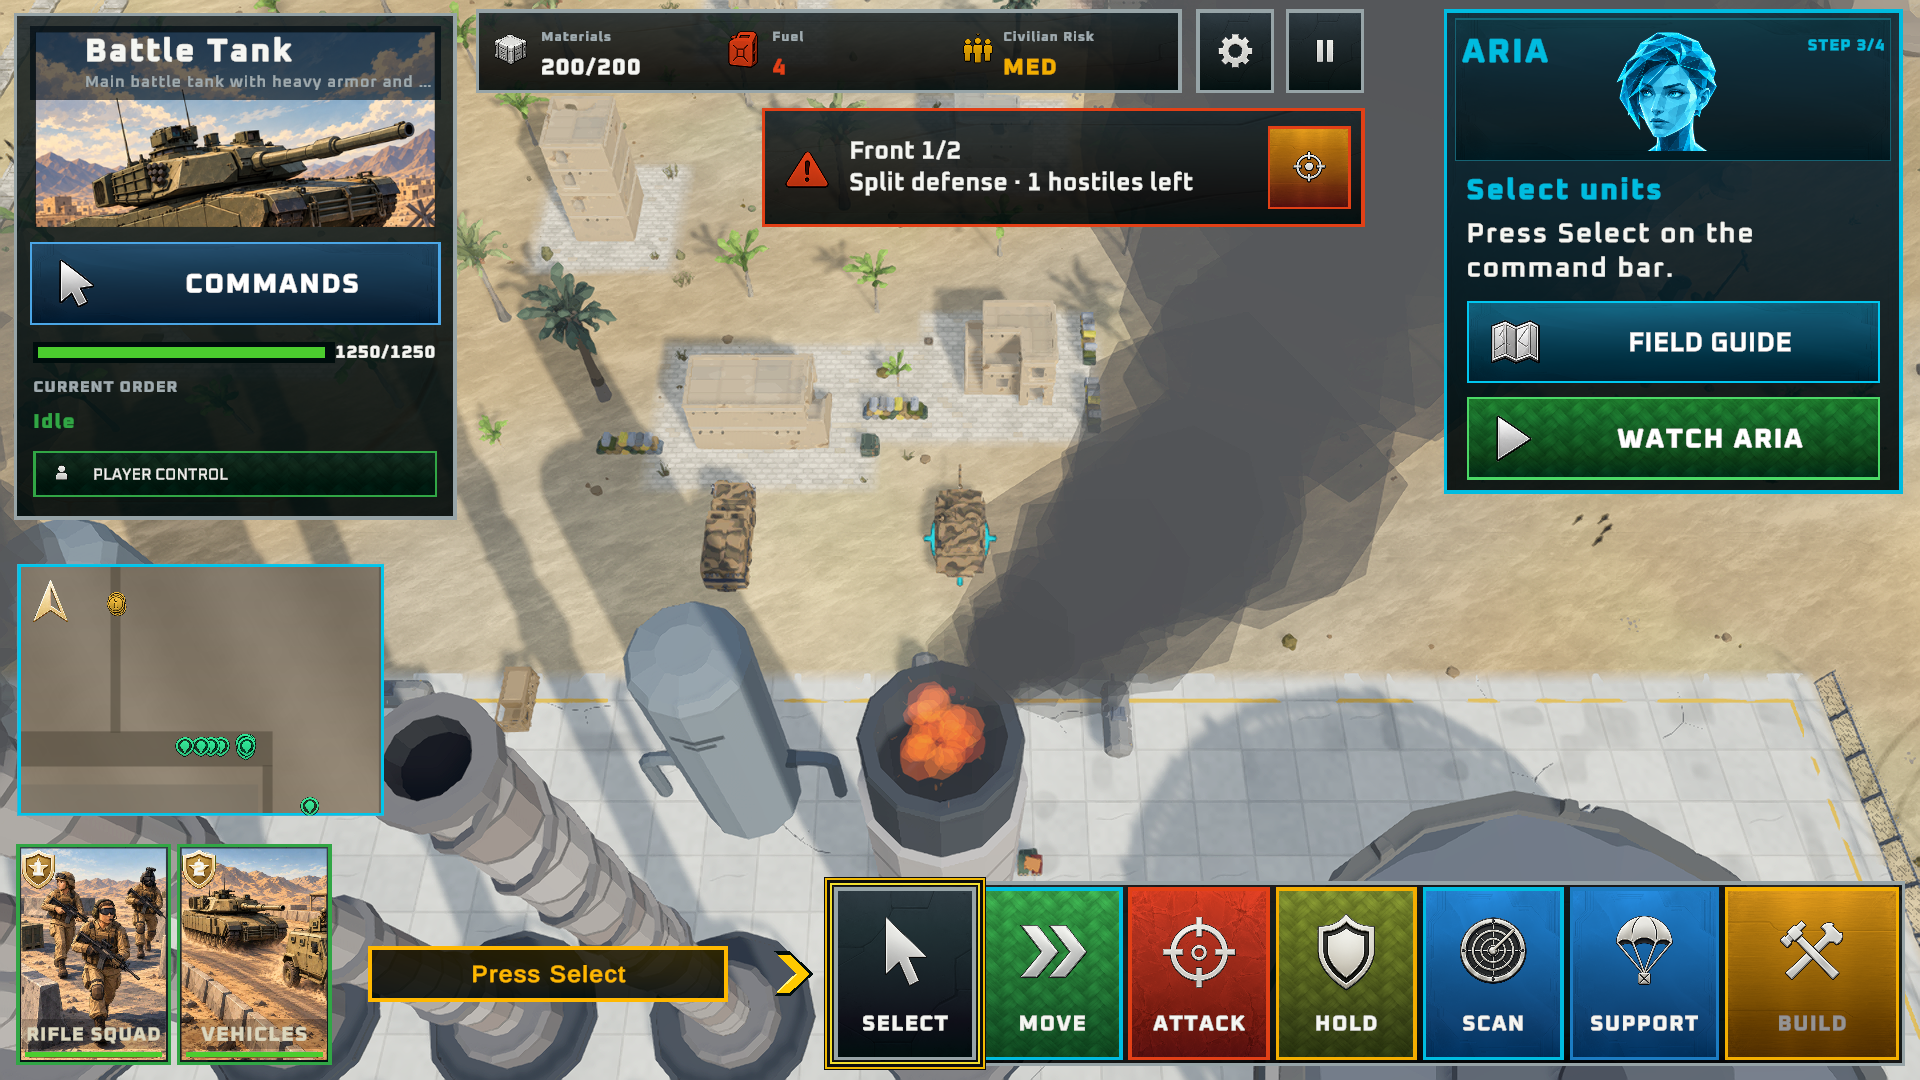 Battle Tank
Main battle tank with heavy armor and ...
COMMANDS
1250/1250
CURRENT ORDER
Idle
PLAYER CONTROL
Materials
200/200
Fuel
4
Civilian Risk
MED
Front 1/2
Split defense · 1 hostiles left
ARIA
STEP 3/4
Select units
Press Select on the
command bar.
FIELD GUIDE
WATCH ARIA
RIFLE SQUAD
VEHICLES
Press Select
SELECT
MOVE
ATTACK
HOLD
SCAN
SUPPORT
BUILD